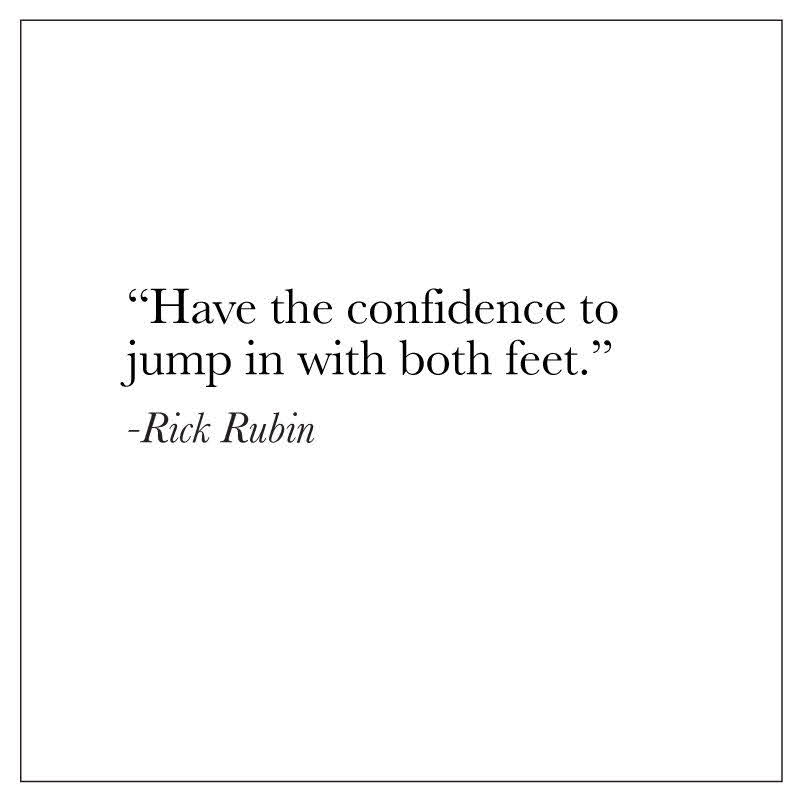 “Have the confidence to
jump in with both feet.”
-Rick Rubin